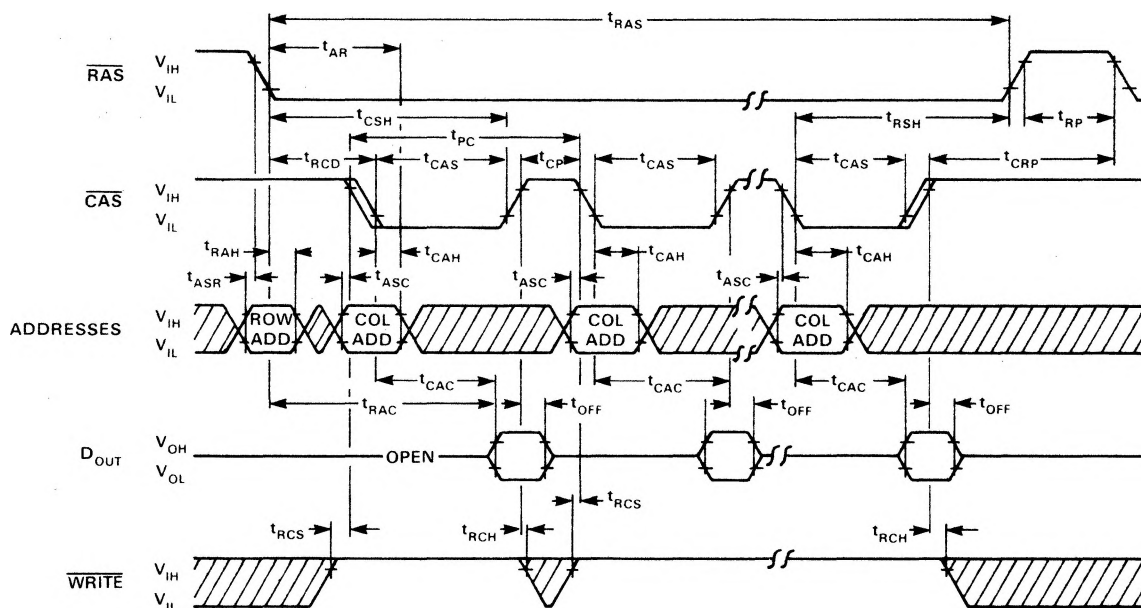 tRAS
tAR
RAS
VIH
VIL
tCSH
tRSH
tRP
tPC
tRCD
tCAS
tCP
tCAS
tCAS
tCRP
CAS
VIH
VIL
tRAH
tCAH
tCAH
tCAH
tASR
tASC
tASC
tASC
ADDRESSES
VIH
VIL
ROW
ADD
COL
ADD
COL
ADD
COL
ADD
tCAC
tCAC
tCAC
tRAC
tOFF
tOFF
tOFF
DOUT
VOH
VOL
OPEN
tRCS
tRCS
tRCH
tRCH
WRITE
VIH
VIL